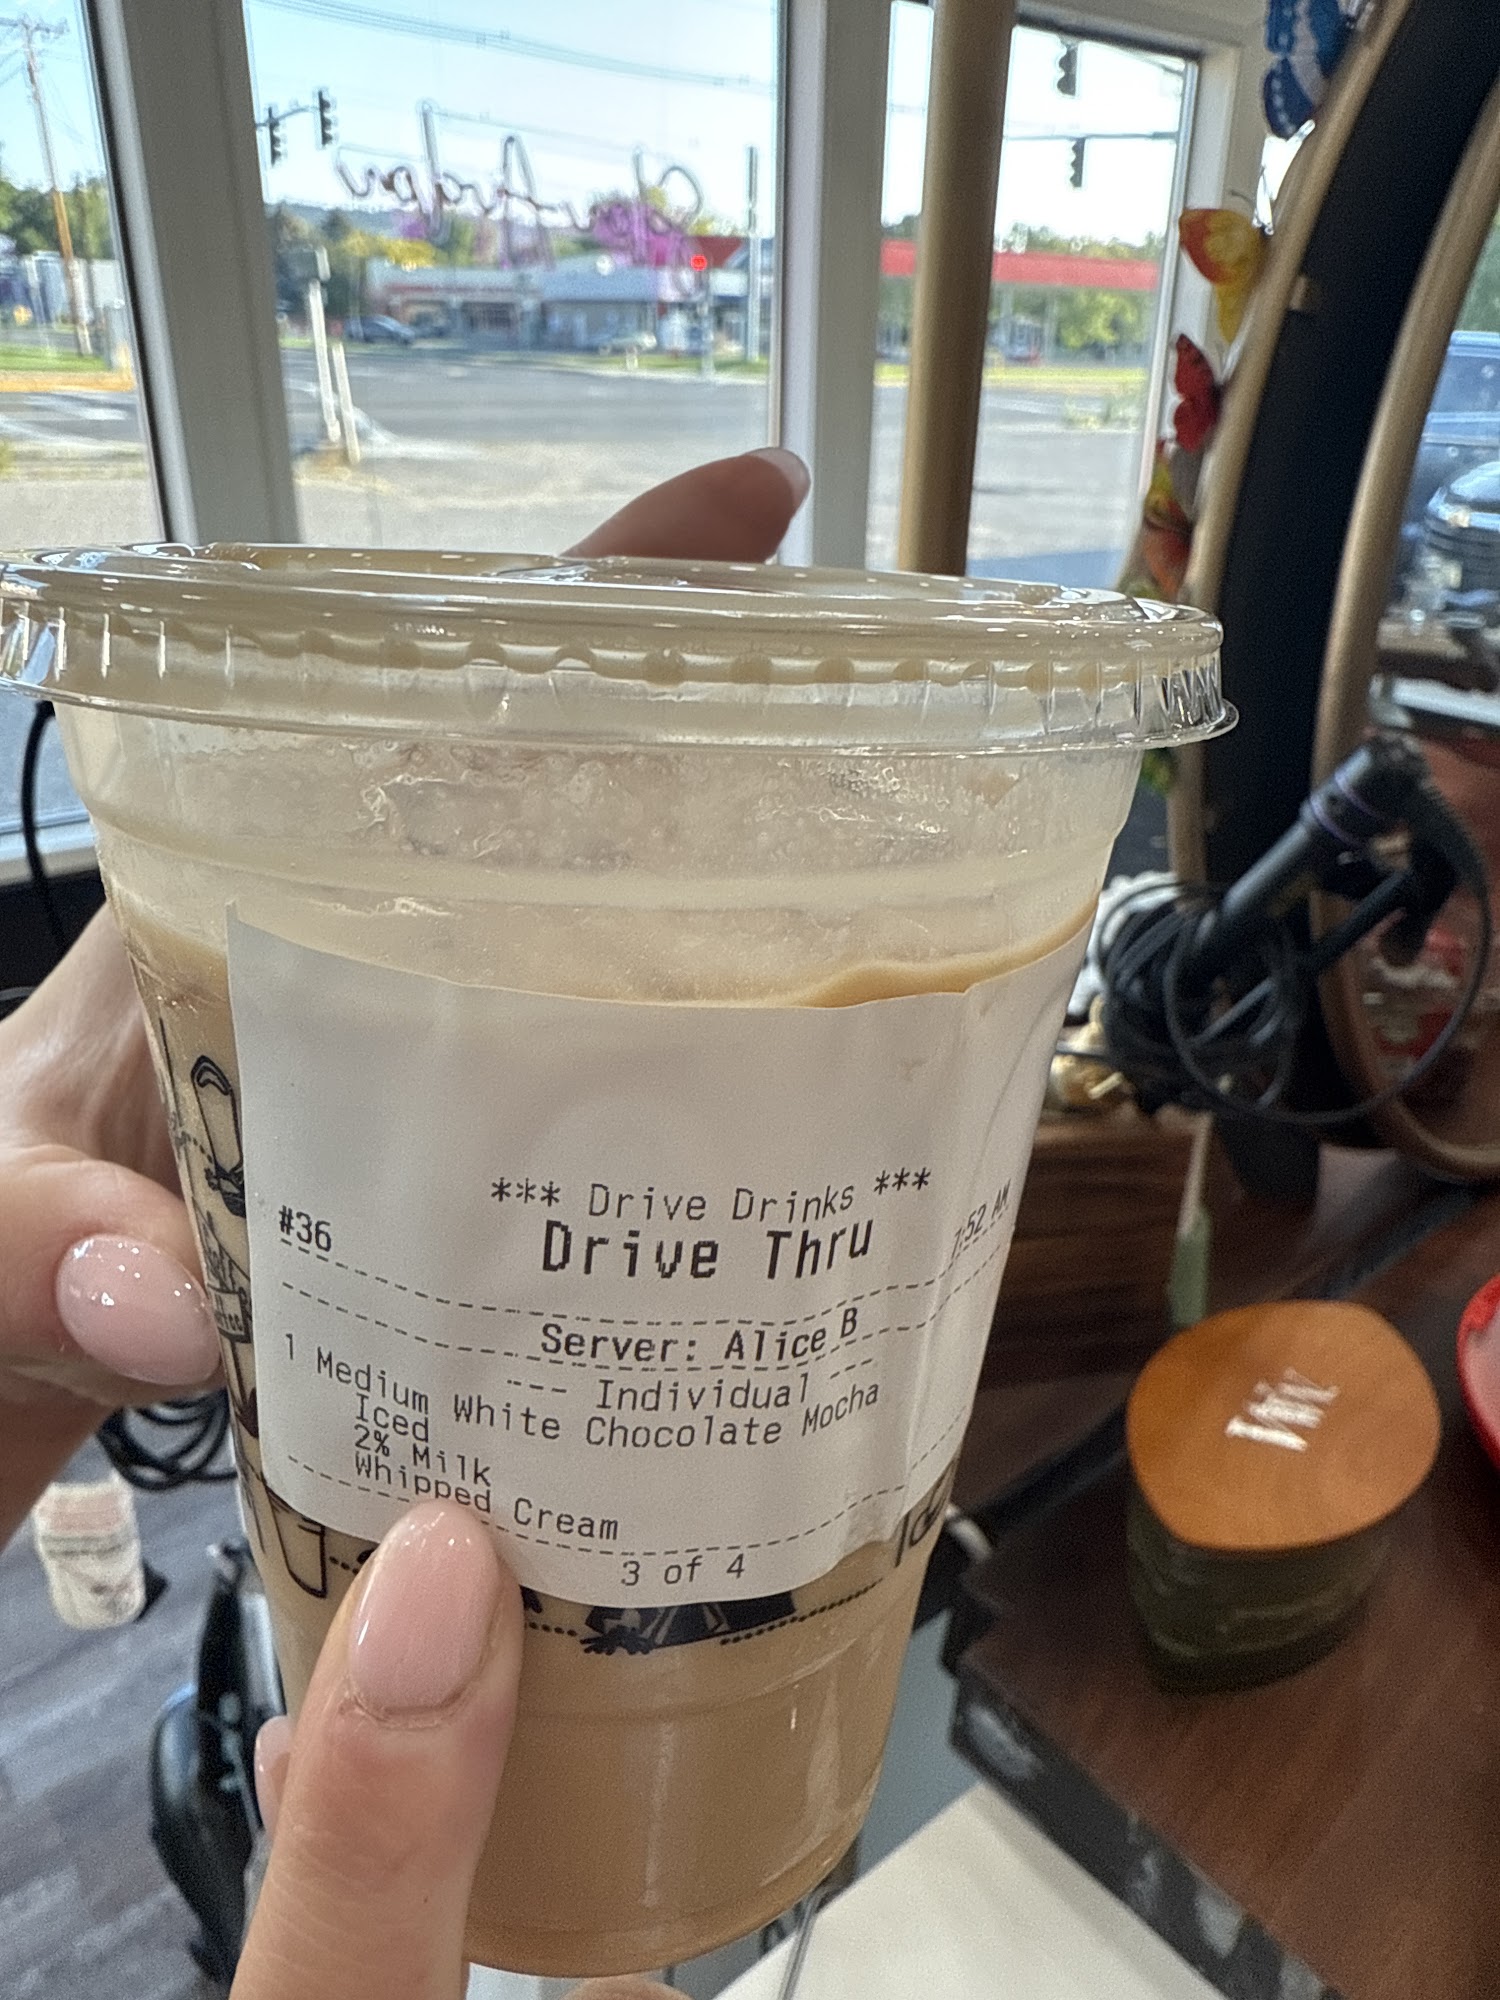 *** Drive Drinks ***
#36 Drive Thru 7:52 AM
Server: Alice B
--- Individual ---
1 Medium White Chocolate Mocha
Iced
2% Milk
Whipped Cream
3 of 4